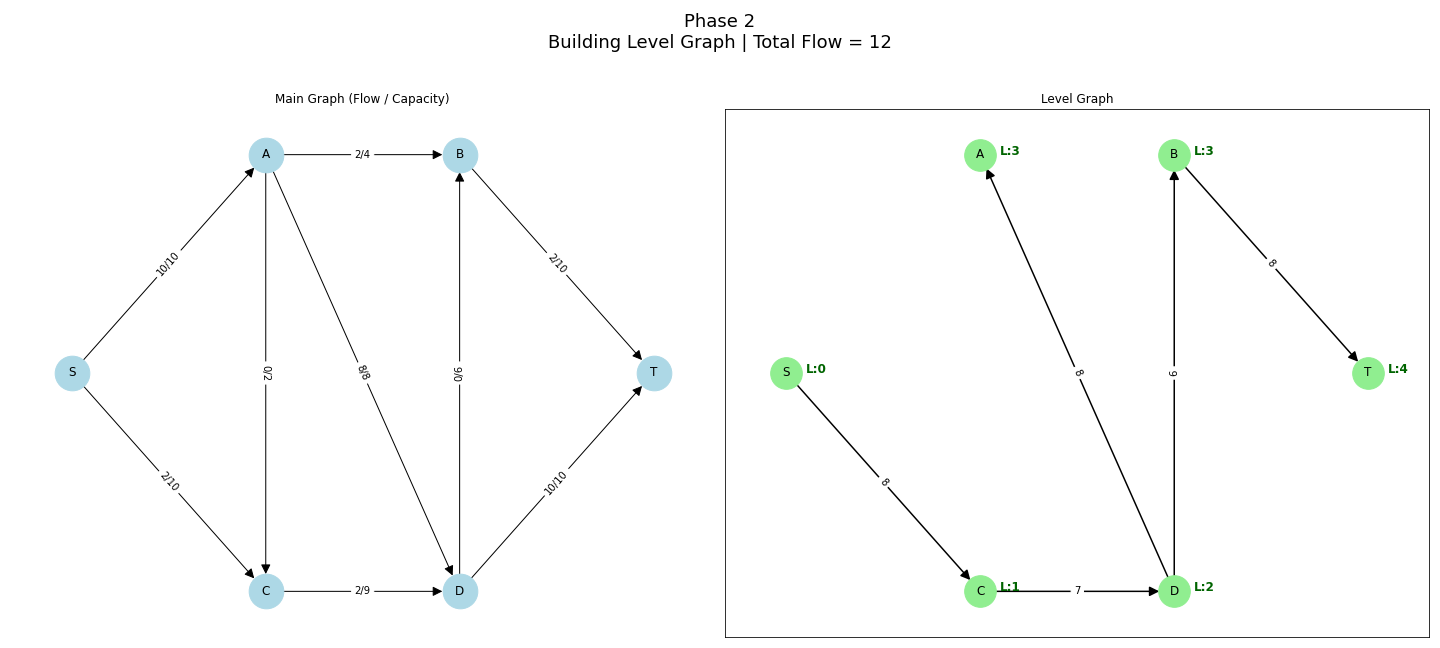 Phase 2
Building Level Graph | Total Flow = 12
Main Graph (Flow / Capacity)
A
2/4
B
10/10
2/10
S
0/2
8/8
0/6
T
2/10
10/10
C
2/9
D
Level Graph
A
L:3
B
L:3
8
S
L:0
8
6
T
L:4
8
C
L:1
7
D
L:2